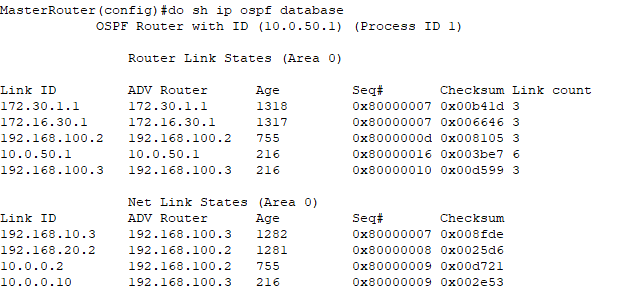 MasterRouter(config)#do sh ip ospf database
OSPF Router with ID (10.0.50.1) (Process ID 1)
Router Link States (Area 0)
Link ID ADV Router Age Seq# Checksum Link count
172.30.1.1 172.30.1.1 1318 0x80000007 0x00b41d 3
172.16.30.1 172.16.30.1 1317 0x80000007 0x006646 3
192.168.100.2 192.168.100.2 755 0x8000000d 0x008105 3
10.0.50.1 10.0.50.1 216 0x80000016 0x003be7 6
192.168.100.3 192.168.100.3 216 0x80000010 0x00d599 3
Net Link States (Area 0)
Link ID ADV Router Age Seq# Checksum
192.168.10.3 192.168.100.3 1282 0x80000007 0x008fde
192.168.20.2 192.168.100.2 1281 0x80000008 0x0025d6
10.0.0.2 192.168.100.2 755 0x80000009 0x00d721
10.0.0.10 192.168.100.3 216 0x80000009 0x002e53